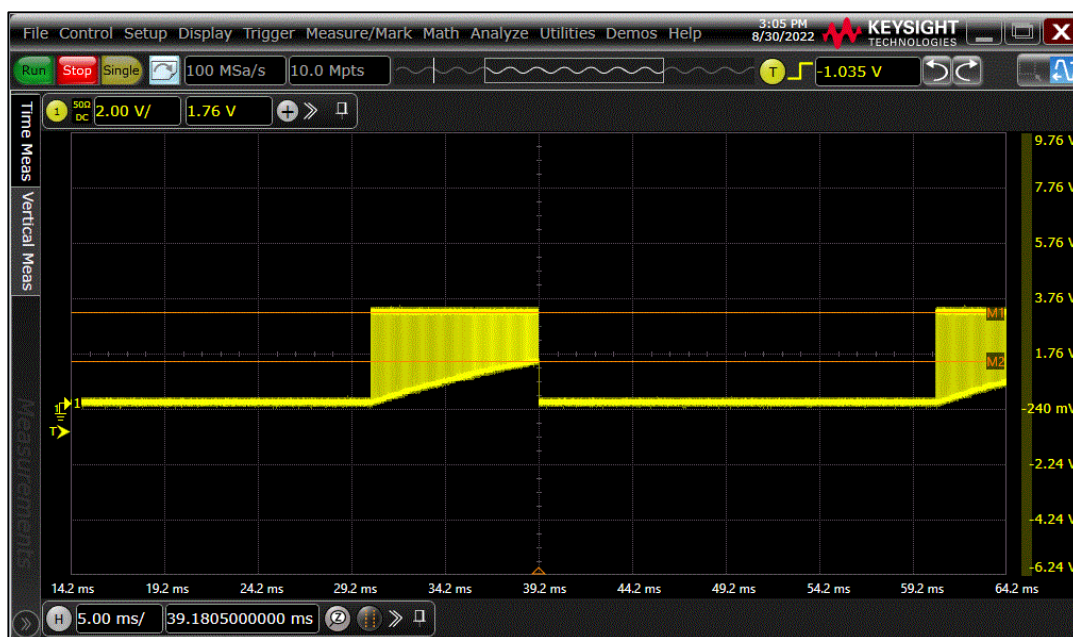 File Control Setup Display Trigger Measure/Mark Math Analyze Utilities Demos Help
3:05 PM
8/30/2022
KEYSIGHT
TECHNOLOGIES
Run Stop Single 100 MSa/s 10.0 Mpts T -1.035 V
1 50Ω DC 2.00 V/ 1.76 V
Time Meas
Vertical Meas
Measurements
9.76 V
7.76 V
5.76 V
3.76 V
M1
1.76 V
M2
1 1
-240 mV
T
-2.24 V
-4.24 V
-6.24 V
14.2 ms 19.2 ms 24.2 ms 29.2 ms 34.2 ms 39.2 ms 44.2 ms 49.2 ms 54.2 ms 59.2 ms 64.2 ms
H 5.00 ms/ 39.1805000000 ms Z